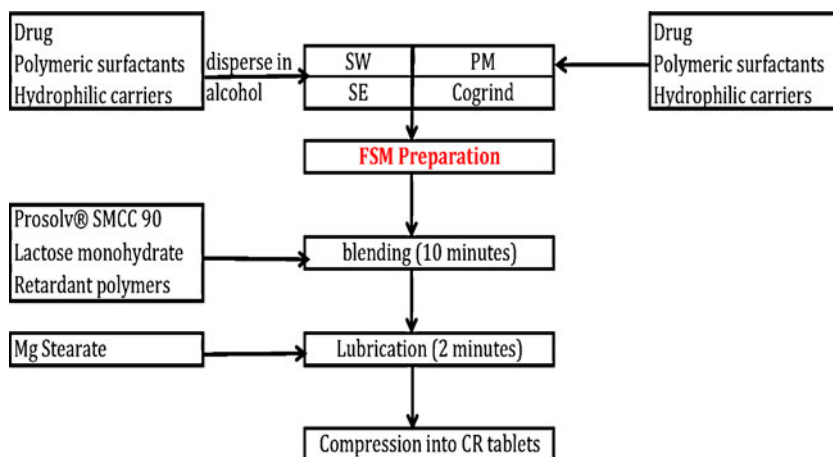 Drug
Polymeric surfactants
Hydrophilic carriers
disperse in
alcohol
SW
PM
SE
Cogrind
Drug
Polymeric surfactants
Hydrophilic carriers
FSM Preparation
Prosolv® SMCC 90
Lactose monohydrate
Retardant polymers
blending (10 minutes)
Mg Stearate
Lubrication (2 minutes)
Compression into CR tablets